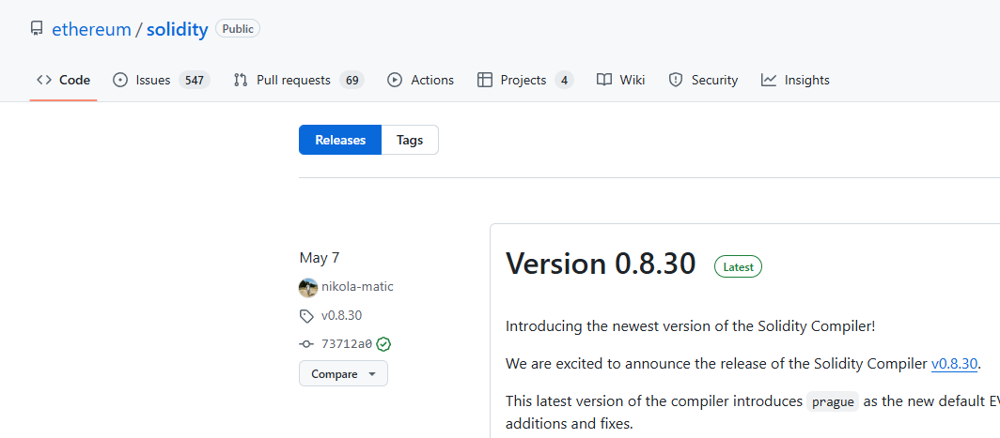 ethereum / solidity Public
Code Issues 547 Pull requests 69 Actions Projects 4 Wiki Security Insights
Releases Tags
May 7
nikola-matic
v0.8.30
73712a0
Compare
Version 0.8.30 Latest
Introducing the newest version of the Solidity Compiler!
We are excited to announce the release of the Solidity Compiler v0.8.30.
This latest version of the compiler introduces prague as the new default
additions and fixes.